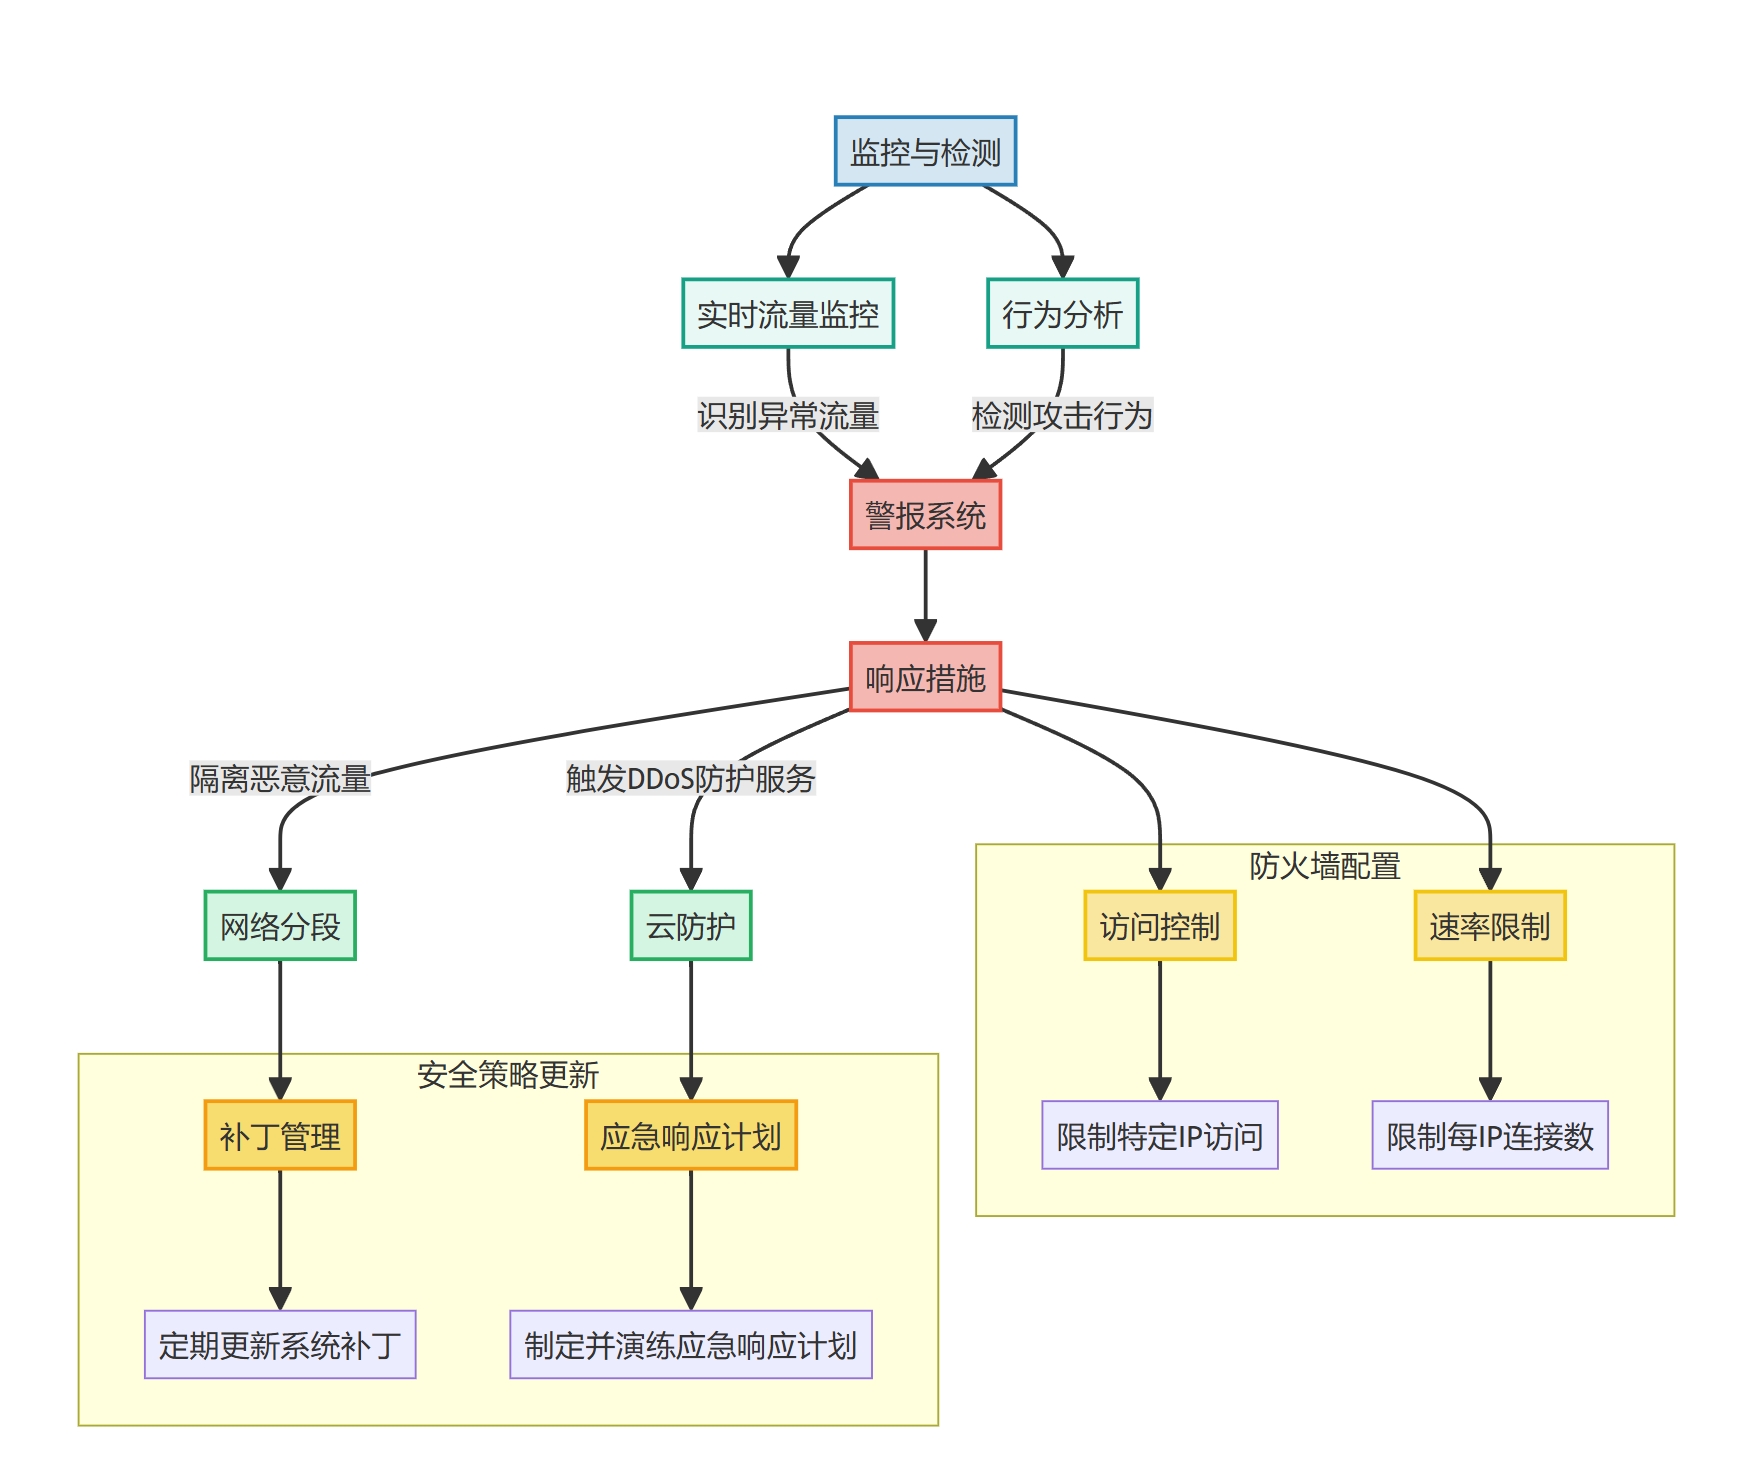 监控与检测
实时流量监控
行为分析
识别异常流量
检测攻击行为
警报系统
响应措施
隔离恶意流量
触发DDoS防护服务
防火墙配置
网络分段
云防护
访问控制
速率限制
安全策略更新
补丁管理
应急响应计划
限制特定IP访问
限制每IP连接数
定期更新系统补丁
制定并演练应急响应计划